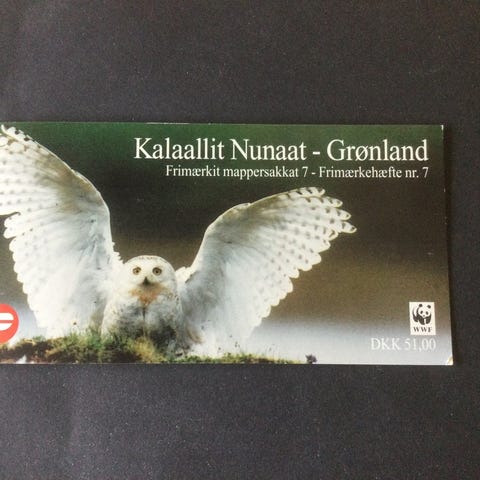 Kalaallit Nunaat - Grønland
Frimærkit mappersakkat 7 - Frimærkehæfte nr. 7
WWF
DKK 51,00